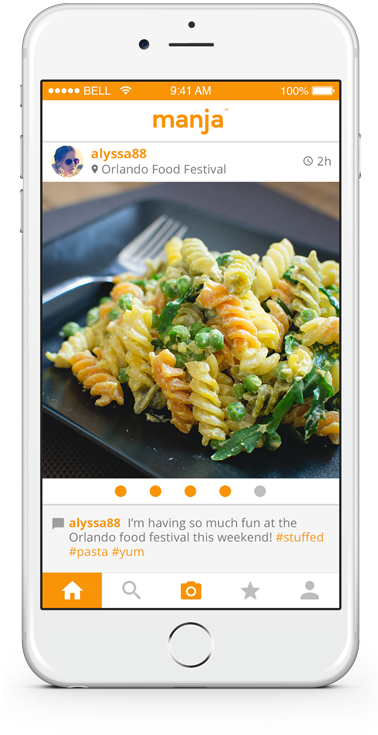 BELL 9:41 AM 100%
manja™
alyssa88
Orlando Food Festival 2h
alyssa88 I'm having so much fun at the
Orlando food festival this weekend! #stuffed
#pasta #yum